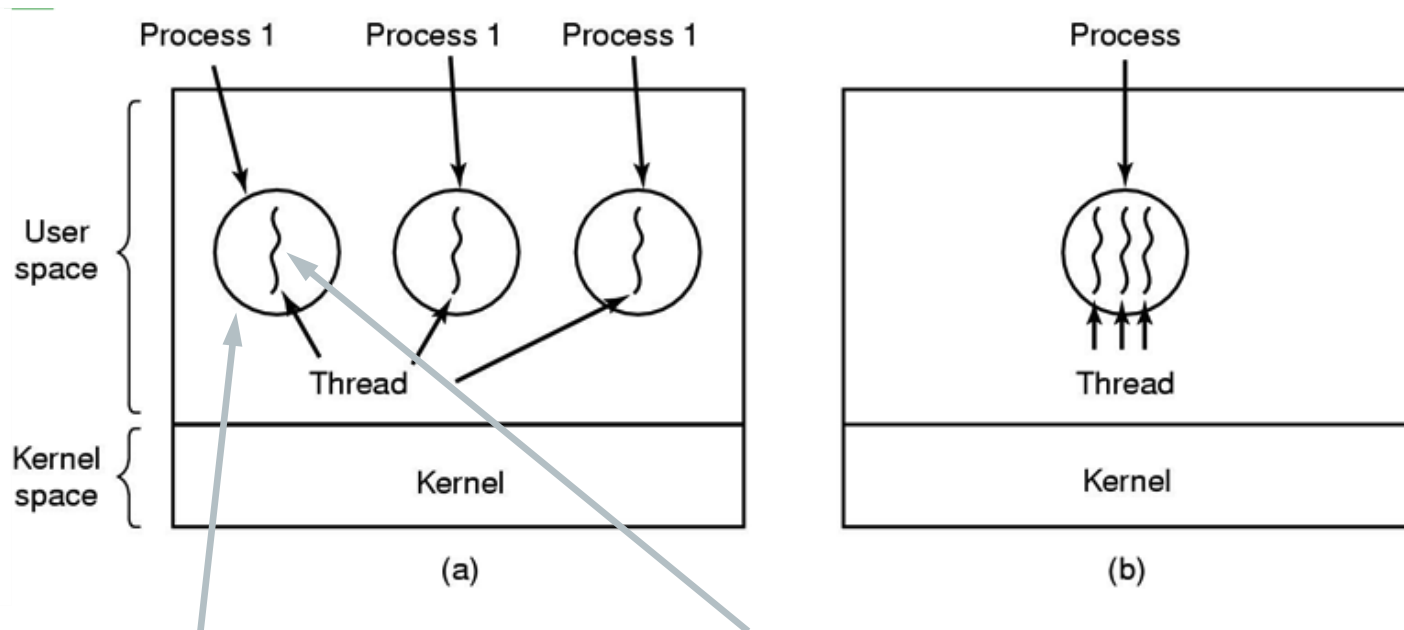 Process 1
Process 1
Process 1
Process
User
space
Thread
Thread
Kernel
space
Kernel
Kernel
(a)
(b)